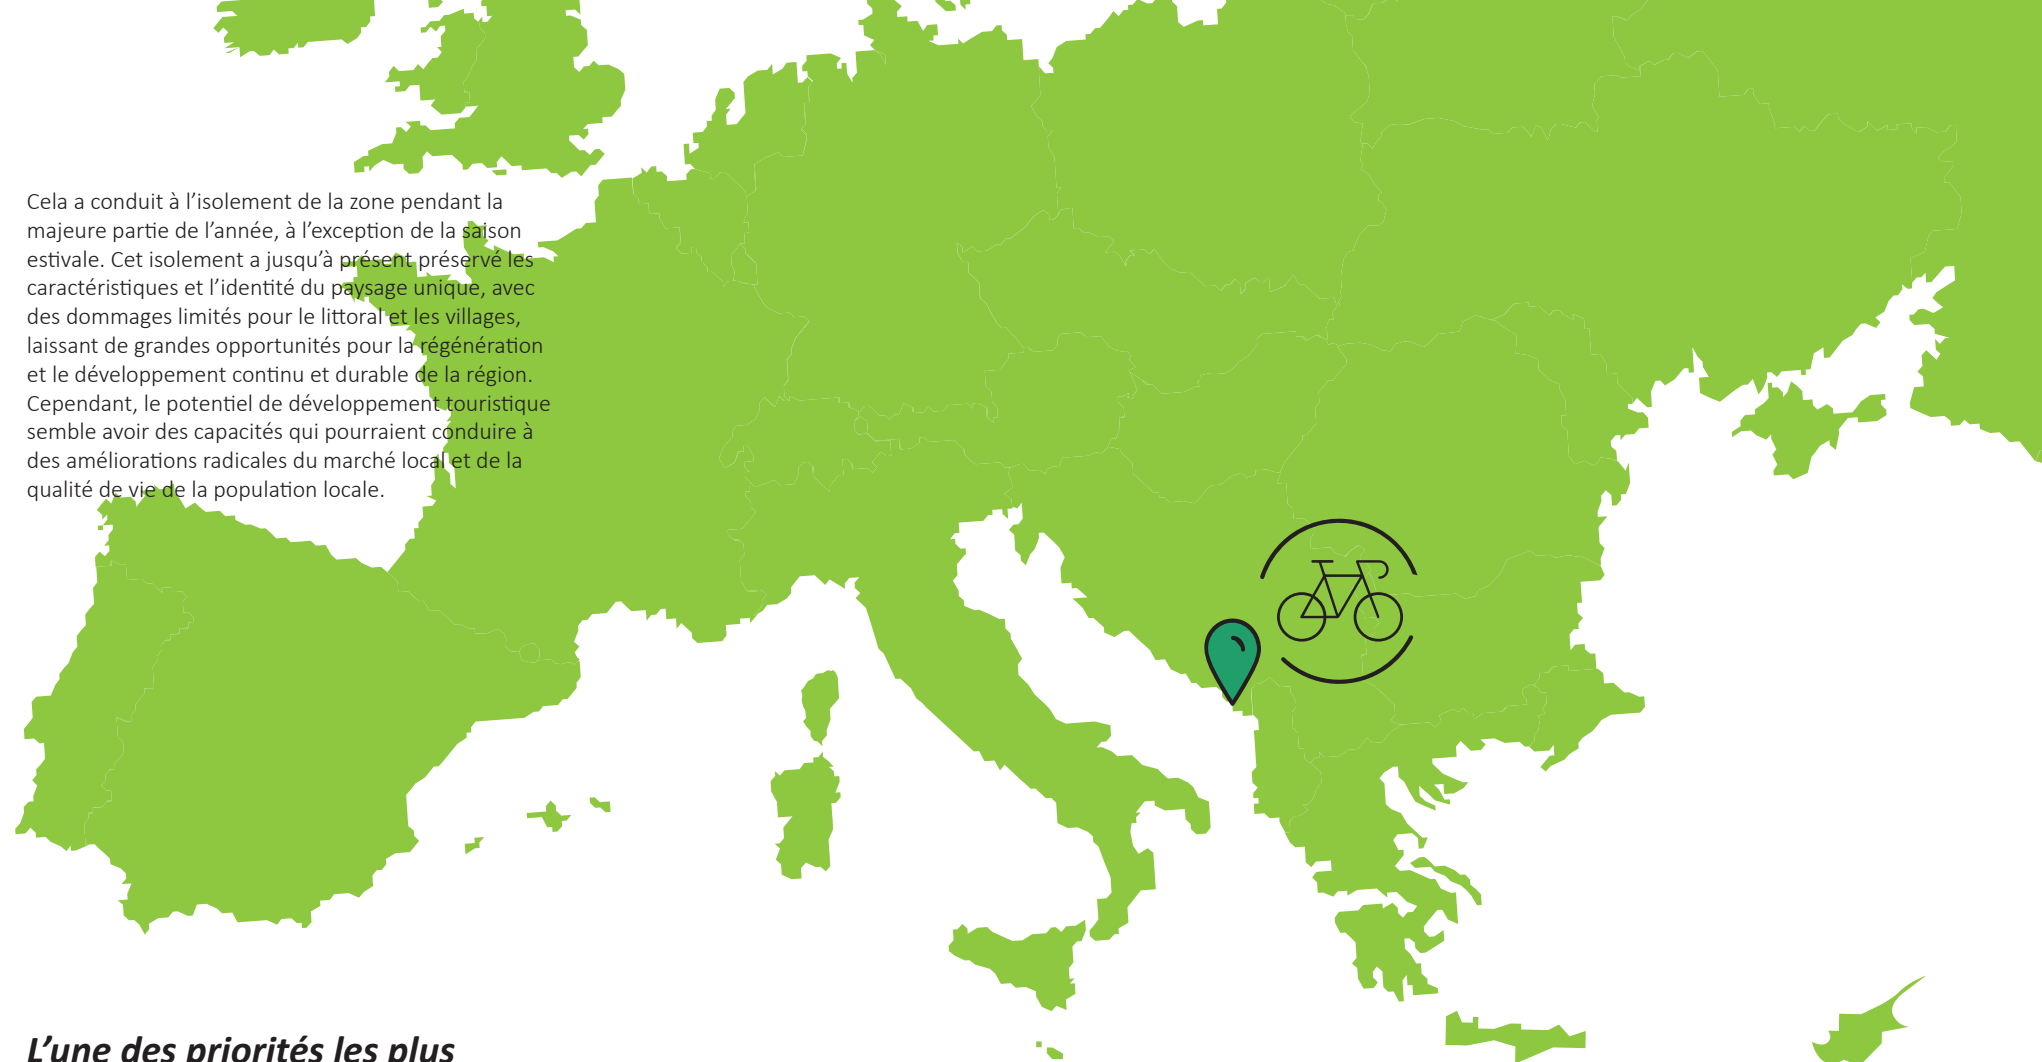 Cela a conduit à l’isolement de la zone pendant la
majeure partie de l’année, à l’exception de la saison
estivale. Cet isolement a jusqu’à présent préservé les
caractéristiques et l’identité du paysage unique, avec
des dommages limités pour le littoral et les villages,
laissant de grandes opportunités pour la régénération
et le développement continu et durable de la région.
Cependant, le potentiel de développement touristique
semble avoir des capacités qui pourraient conduire à
des améliorations radicales du marché local et de la
qualité de vie de la population locale.
L’une des priorités les plus